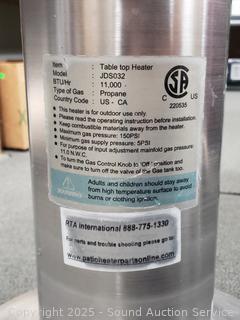 Item : Table top Heater
Model : JDS032
BTU/Hr : 11,000 -
Type of Gas : Propane
Country Code : US - CA
C US
220535
This heater is for outdoor use only.
Please read the operating instruction before installation.
Keep combustible materials away from the heater.
Maximum gas pressure: 150PSI
Minimum gas supply pressure: 5PSI
For purpose of input adjustment manifold gas pressure:
11.0 N.W.C.
To turn the Gas Control Knob to 'Off' position and
make sure to turn off the valve of the Gas tank too.
Adults and children should stay away
from high temperature surface to avoid
burns or clothing ignition.
RTA international 888-775-1330
For parts and trouble shooting please go to:
www.patioheaterpartsonline.com
Copyright 2025 - Sound Auction Service